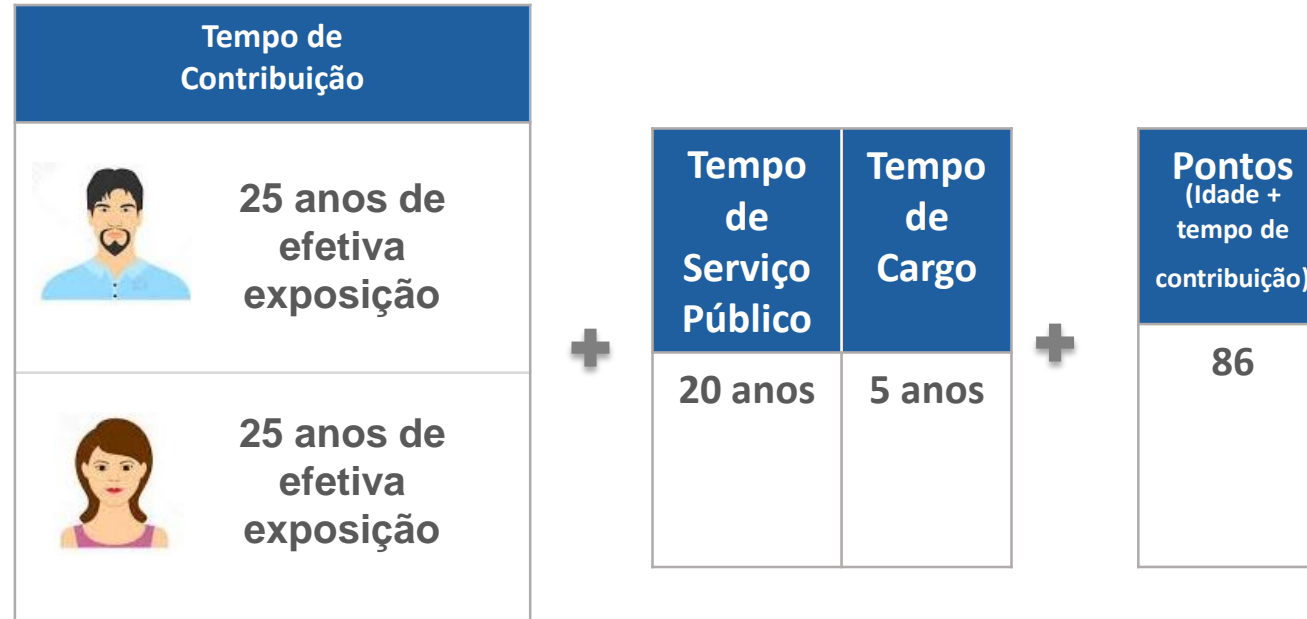 Tempo de
Contribuição
25 anos de
efetiva
exposição
25 anos de
efetiva
exposição
Tempo
de
Serviço
Público
Tempo
de
Cargo
20 anos
5 anos
Pontos
(Idade +
tempo de
contribuição)
86